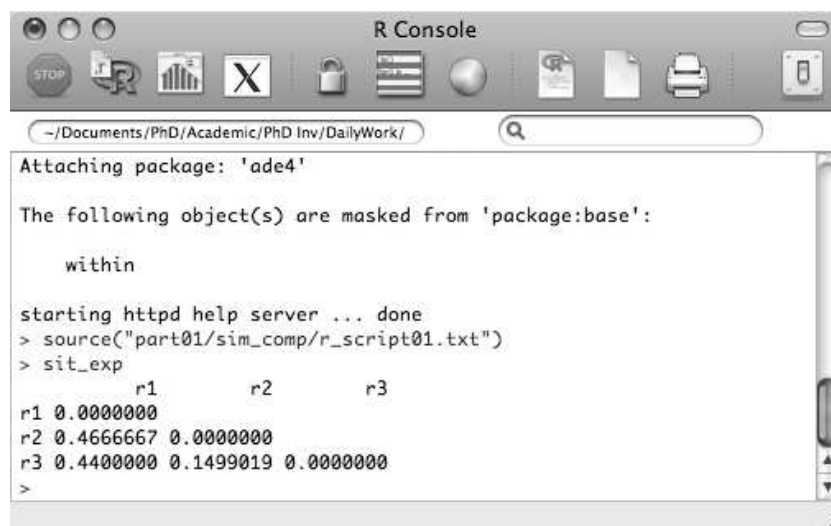 R Console
STOP
R
X
R
~/Documents/PhD/Academic/PhD Inv/DailyWork/
Attaching package: 'ade4'
The following object(s) are masked from 'package:base':
within
starting httpd help server ... done
> source("part01/sim_comp/r_script01.txt")
> sit_exp
r1 r2 r3
r1 0.0000000
r2 0.4666667 0.0000000
r3 0.4400000 0.1499019 0.0000000
>